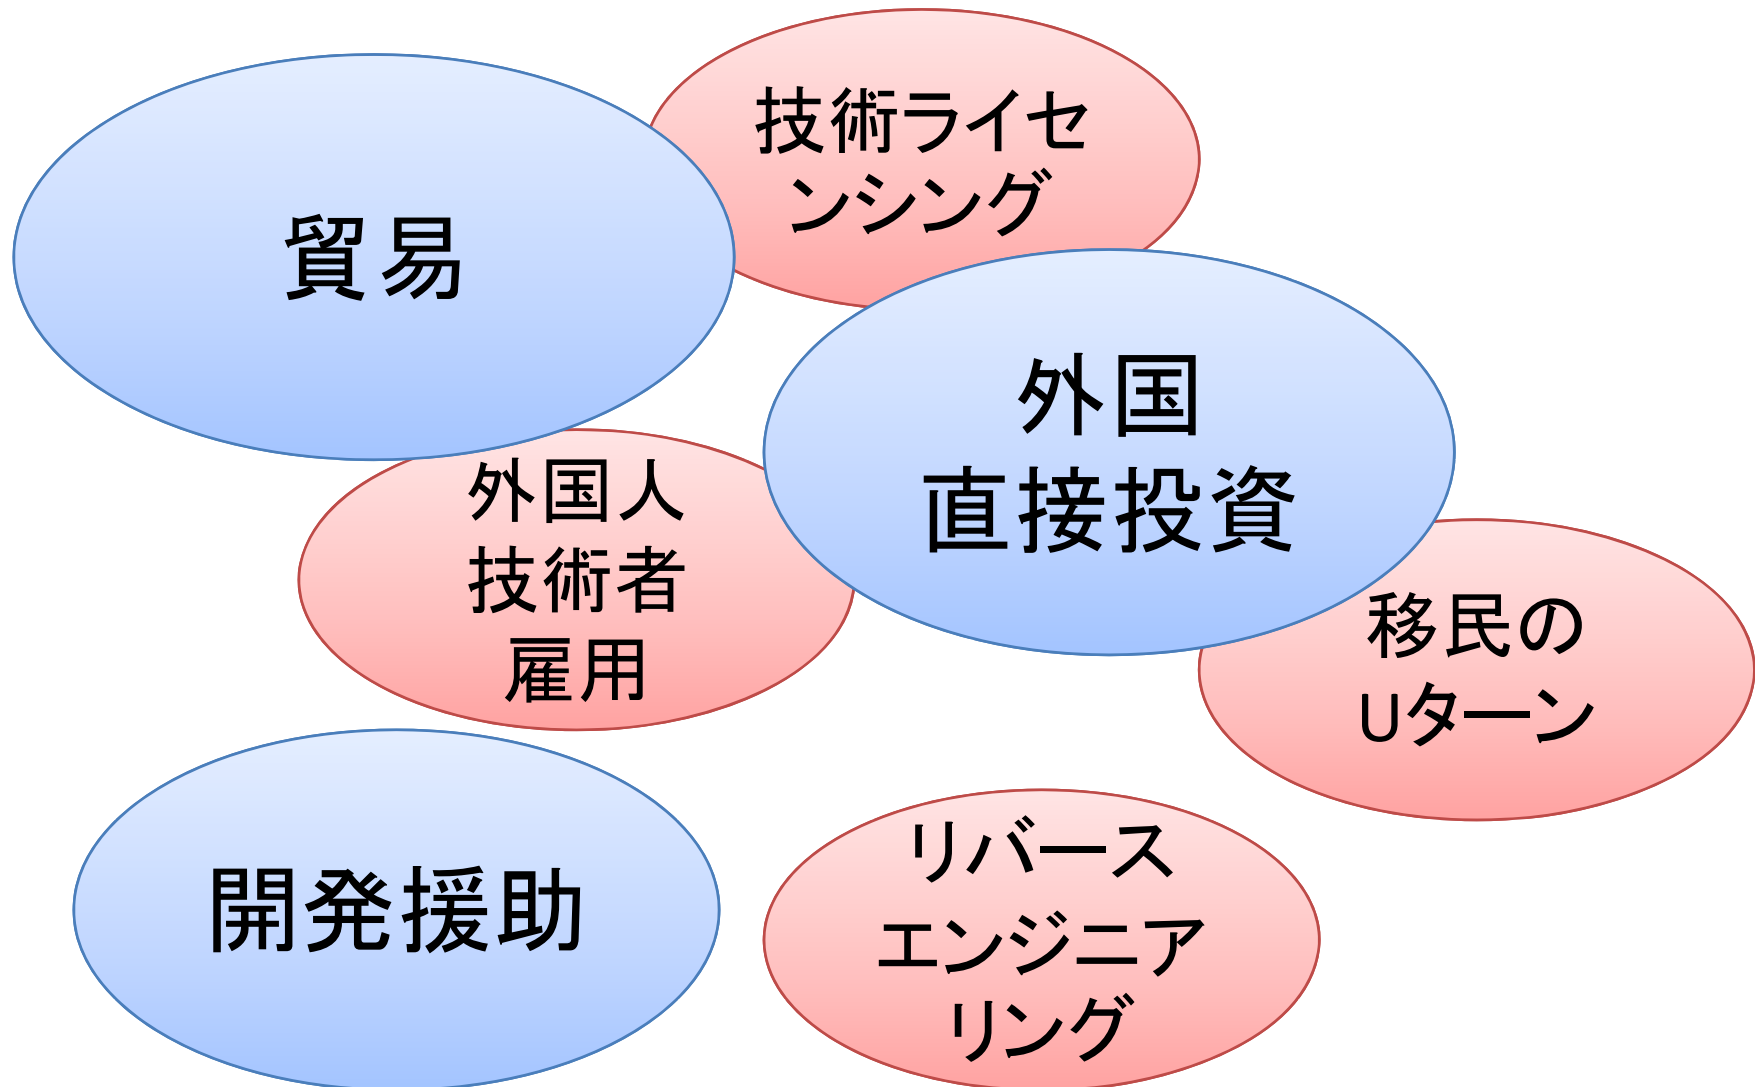 技術ライセ
ンシング
貿易
外国
直接投資
外国人
技術者
雇用
移民の
Uターン
開発援助
リバース
エンジニア
リング